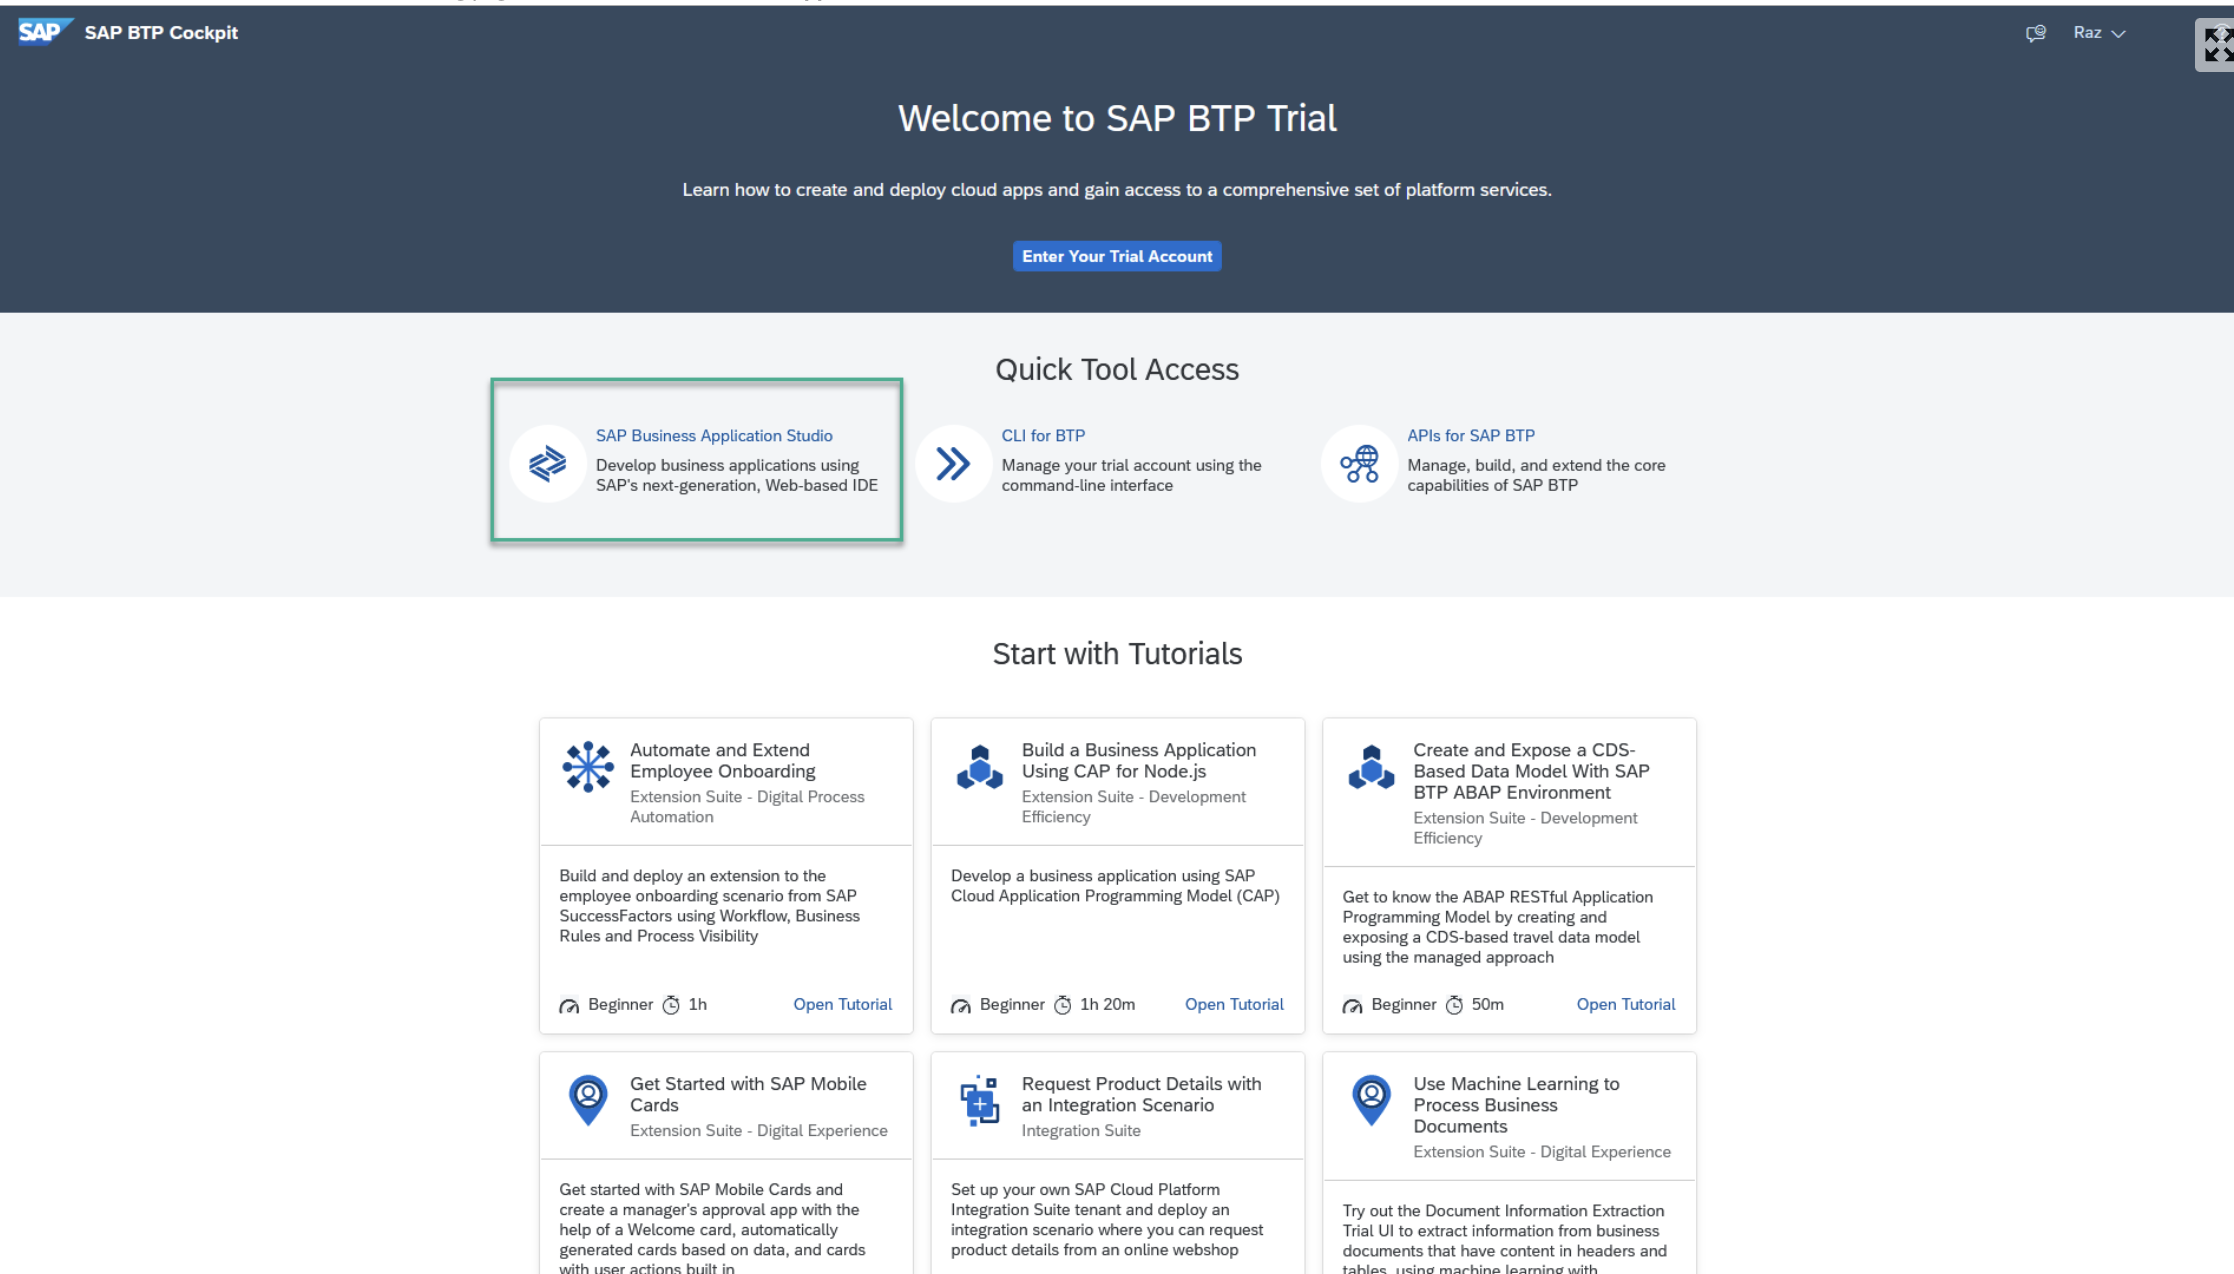 SAP SAP BTP Cockpit
Raz
Welcome to SAP BTP Trial
Learn how to create and deploy cloud apps and gain access to a comprehensive set of platform services.
Enter Your Trial Account
Quick Tool Access
SAP Business Application Studio
Develop business applications using
SAP's next-generation, Web-based IDE
CLI for BTP
Manage your trial account using the
command-line interface
APIs for SAP BTP
Manage, build, and extend the core
capabilities of SAP BTP
Start with Tutorials
Automate and Extend
Employee Onboarding
Extension Suite - Digital Process
Automation
Build and deploy an extension to the
employee onboarding scenario from SAP
SuccessFactors using Workflow, Business
Rules and Process Visibility
Beginner 1h Open Tutorial
Build a Business Application
Using CAP for Node.js
Extension Suite - Development
Efficiency
Develop a business application using SAP
Cloud Application Programming Model (CAP)
Beginner 1h 20m Open Tutorial
Create and Expose a CDS-
Based Data Model With SAP
BTP ABAP Environment
Extension Suite - Development
Efficiency
Get to know the ABAP RESTful Application
Programming Model by creating and
exposing a CDS-based travel data model
using the managed approach
Beginner 50m Open Tutorial
Get Started with SAP Mobile
Cards
Extension Suite - Digital Experience
Get started with SAP Mobile Cards and
create a manager's approval app with the
help of a Welcome card, automatically
generated cards based on data, and cards
with user actions built in
Request Product Details with
an Integration Scenario
Integration Suite
Set up your own SAP Cloud Platform
Integration Suite tenant and deploy an
integration scenario where you can request
product details from an online webshop
Use Machine Learning to
Process Business
Documents
Extension Suite - Digital Experience
Try out the Document Information Extraction
Trial UI to extract information from business
documents that have content in headers and
tables, using machine learning with